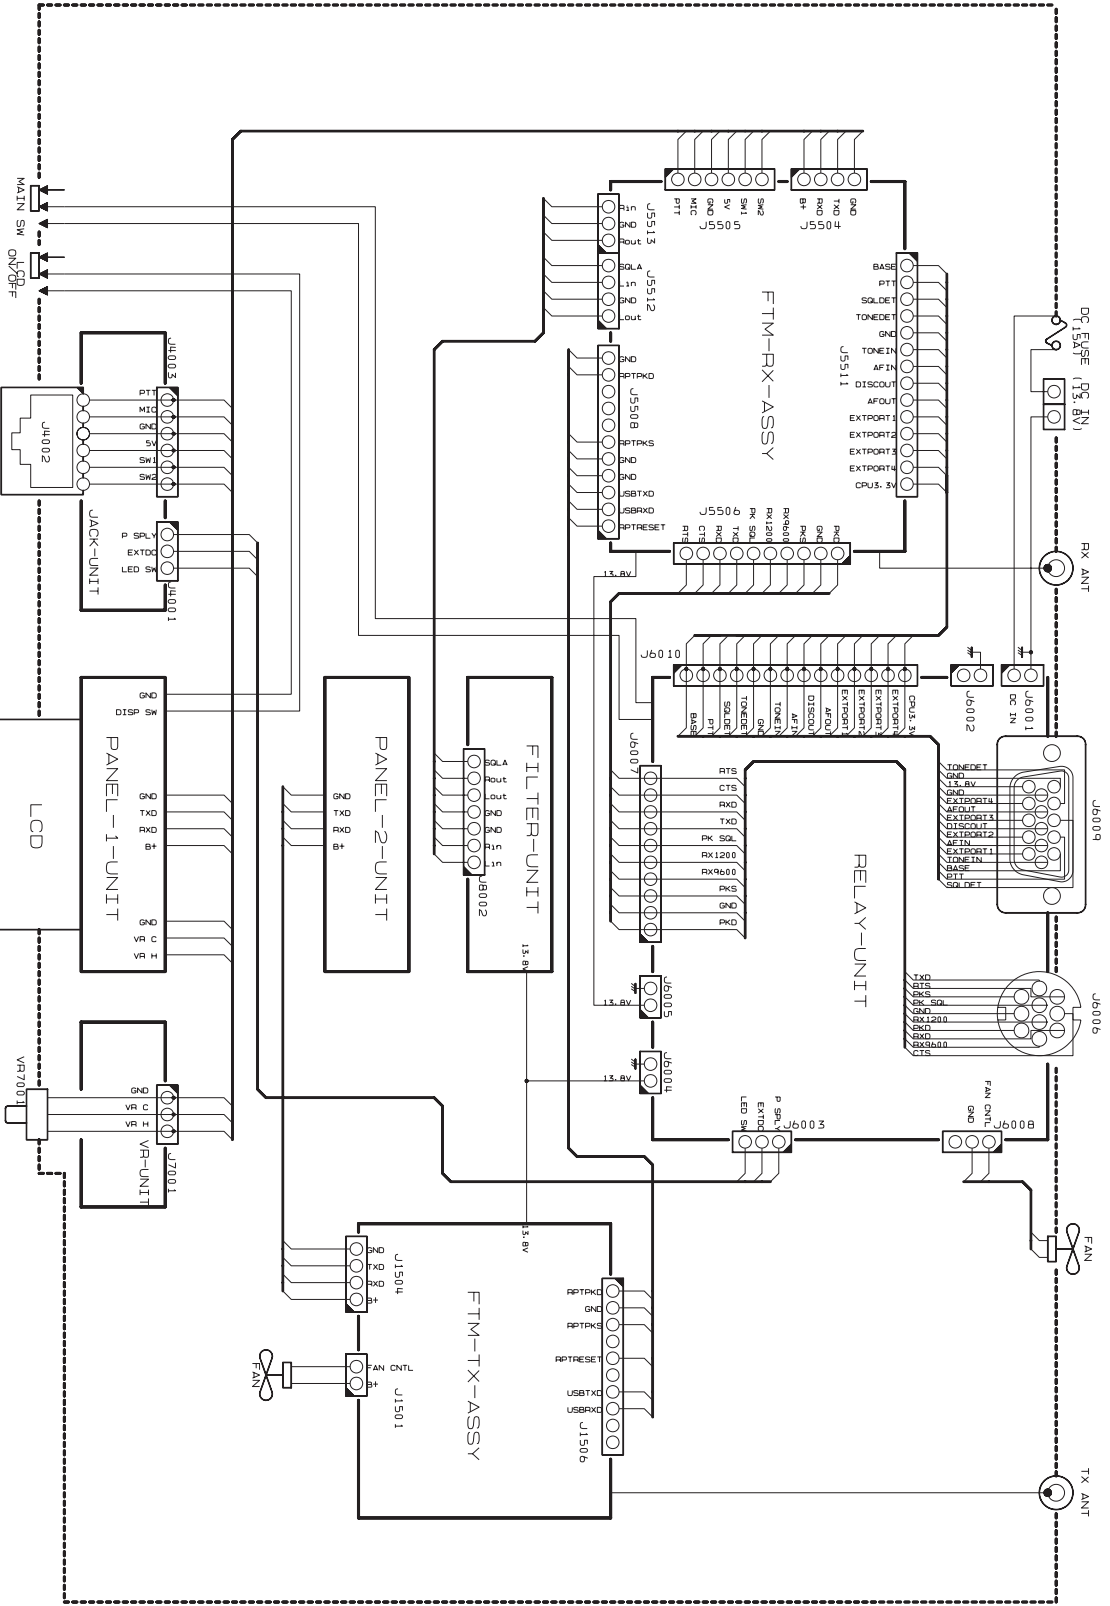 PTT
MIC
GND
5V
SW1
SW2
J5505
B+
RXD
TXD
GND
J5504
MAIN SW
LCD
ON/OFF
Rin
GND
Rout
J5513
SQLA
Lin
GND
Lout
J5512
FTM-RX-ASSY
BASE
PTT
SQLDET
TONEDET
GND
TONEIN
AFIN
DISCOUT
AFOUT
EXTPORT1
EXTPORT2
EXTPORT3
EXTPORT4
CPU3.3V
J5511
DC FUSE
(15A)
DC IN
(13.8V)
GND
RPTPKD
RPTPKS
GND
GND
USBTXD
USBRXD
RPTRESET
J5508
J4003
PTT
MIC
GND
5V
SW1
SW2
J4002
JACK-UNIT
P SPLY
EXTDC
LED SW
J4001
J5506
RTS
CTS
RXD
TXD
PK SQL
RX1200
RX9600
PKS
GND
PKD
13.8V
RX ANT
J6010
BASE
PTT
SQLDET
TONEDET
GND
TONEIN
AFIN
DISCOUT
AFOUT
EXTPORT1
EXTPORT2
EXTPORT3
EXTPORT4
CPU3.3V
J6002
DC IN
J6001
GND
DISP SW
PANEL-1-UNIT
GND
TXD
RXD
B+
GND
VR C
VR H
LCD
PANEL-2-UNIT
GND
TXD
RXD
B+
FILTER-UNIT
SQLA
Rout
Lout
GND
GND
Rin
Lin
J8002
13.8V
J6007
RTS
CTS
RXD
TXD
PK SQL
RX1200
RX9600
PKS
GND
PKD
RELAY-UNIT
TONEDET
GND
13.8V
GND
EXTPORT4
AFOUT
EXTPORT3
DISCOUT
EXTPORT2
AFIN
EXTPORT1
TONEIN
BASE
PTT
SQLDET
J6009
TXD
RTS
PKS
PK SQL
GND
RX1200
PKD
RXD
RX9600
CTS
J6006
13.8V
J6005
13.8V
J6004
VR7001
GND
VR C
VR H
VR-UNIT
J7001
LED SW
EXTDC
P SPLY
J6003
GND
FAN CNTL
J6008
FAN
13.8V
GND
TXD
RXD
B+
J1504
FTM-TX-ASSY
RPTPKD
GND
RPTPKS
RPTRESET
USBTXD
USBRXD
J1506
FAN
FAN CNTL
B+
J1501
TX ANT